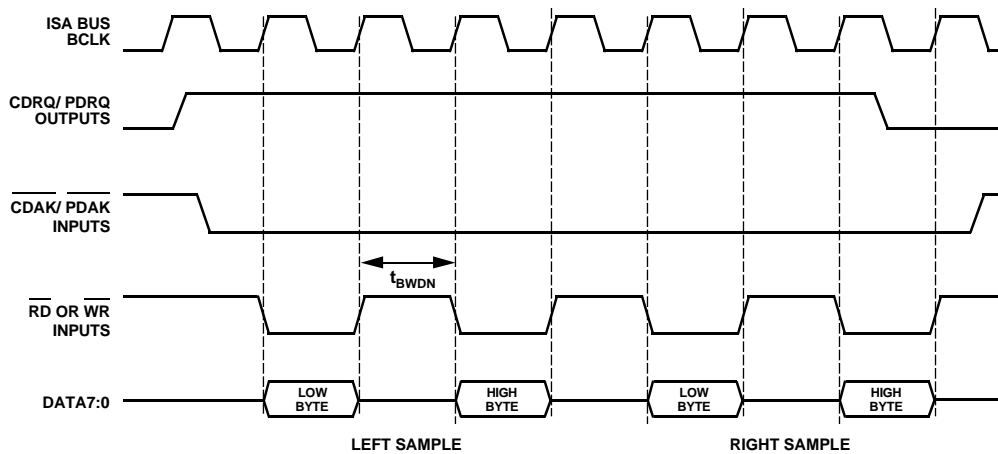 ISA BUS
BCLK
CDRQ/ PDRQ
OUTPUTS
CDAK/ PDAK
INPUTS
tBWDN
RD OR WR
INPUTS
DATA7:0
LOW
BYTE
HIGH
BYTE
LOW
BYTE
HIGH
BYTE
LEFT SAMPLE
RIGHT SAMPLE